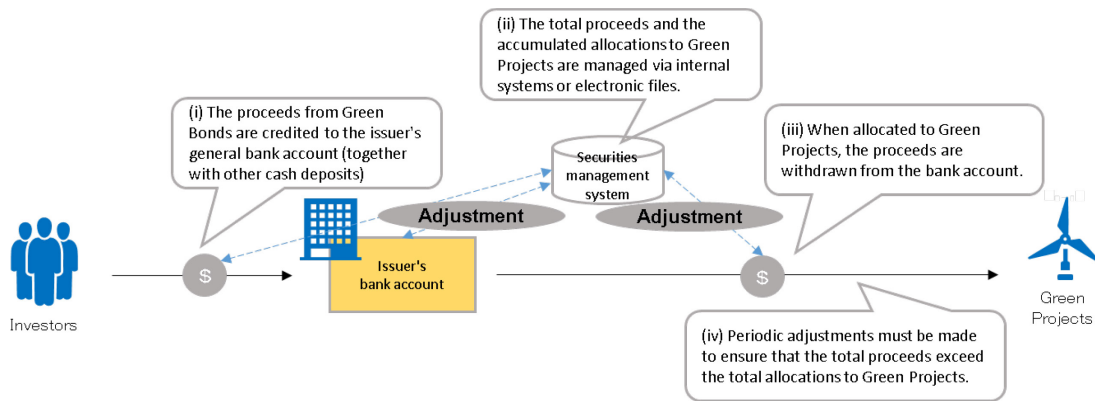 (ii) The total proceeds and the
accumulated allocations to Green
Projects are managed via internal
systems or electronic files.
(i) The proceeds from Green
Bonds are credited to the issuer's
general bank account (together
with other cash deposits)
(iii) When allocated to Green
Projects, the proceeds are
withdrawn from the bank account.
Securities
management
system
Adjustment
Adjustment
$
Issuer's
bank account
$
Investors
Green
Projects
(iv) Periodic adjustments must be made
to ensure that the total proceeds exceed
the total allocations to Green Projects.